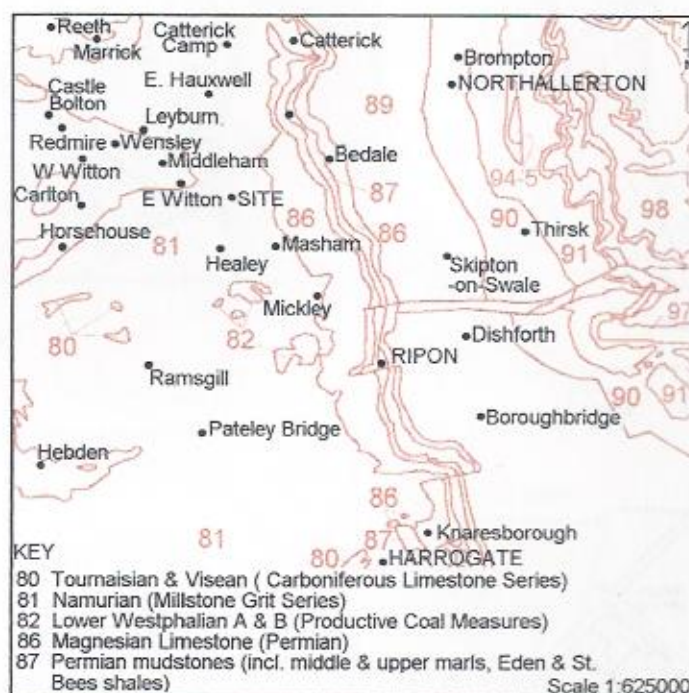 Reeth
Marrick
Catterick
Camp
Catterick
Brompton
NORTHALLERTON
E. Hauxwell
Castle
Bolton
Leyburn
89
Redmire
Wensley
W Witton
Middleham
Bedale
94-5
98
Carlton
E Witton
SITE
87
90
Thirsk
Horsehouse
81
86
86
91
Healey
Masham
Skipton
-on-Swale
Mickley
80
82
97
Dishforth
RIPON
Ramsgill
90
91
Boroughbridge
Pateley Bridge
Hebden
86
81
87
Knaresborough
80
HARROGATE
KEY
80 Tournaisian & Visean ( Carboniferous Limestone Series)
81 Namurian (Millstone Grit Series)
82 Lower Westphalian A & B (Productive Coal Measures)
86 Magnesian Limestone (Permian)
87 Permian mudstones (incl. middle & upper marls, Eden & St.
Bees shales)
Scale 1:625000